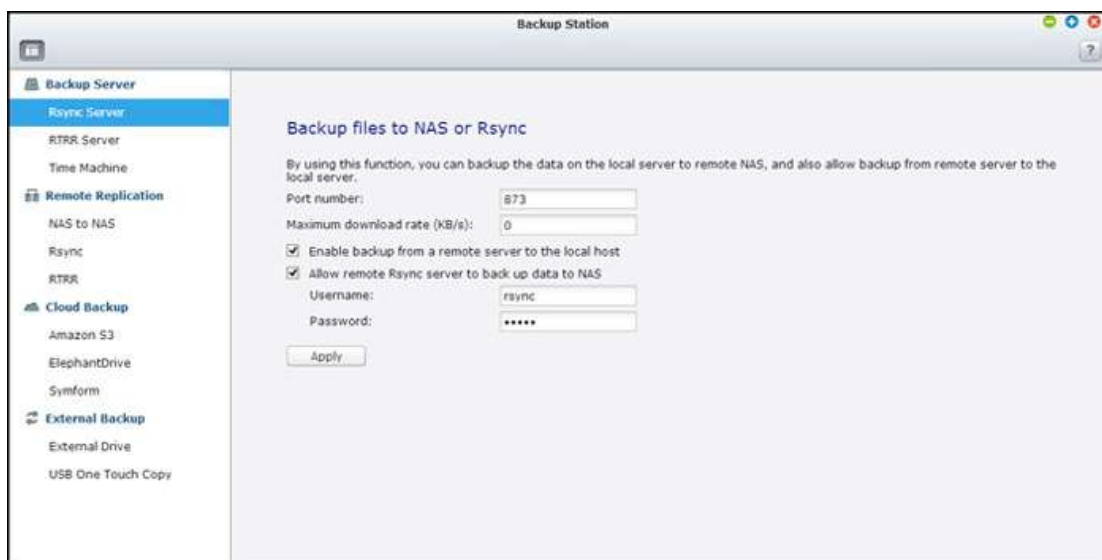 Backup Station
?
Backup Server
Rsync Server
RTRR Server
Time Machine
Remote Replication
NAS to NAS
Rsync
RTRR
Cloud Backup
Amazon S3
ElephantDrive
Symform
External Backup
External Drive
USB One Touch Copy
Backup files to NAS or Rsync
By using this function, you can backup the data on the local server to remote NAS, and also allow backup from remote server to the
local server.
Port number: 873
Maximum download rate (KB/s): 0
Enable backup from a remote server to the local host
Allow remote Rsync server to back up data to NAS
Username: rsync
Password: •••••
Apply